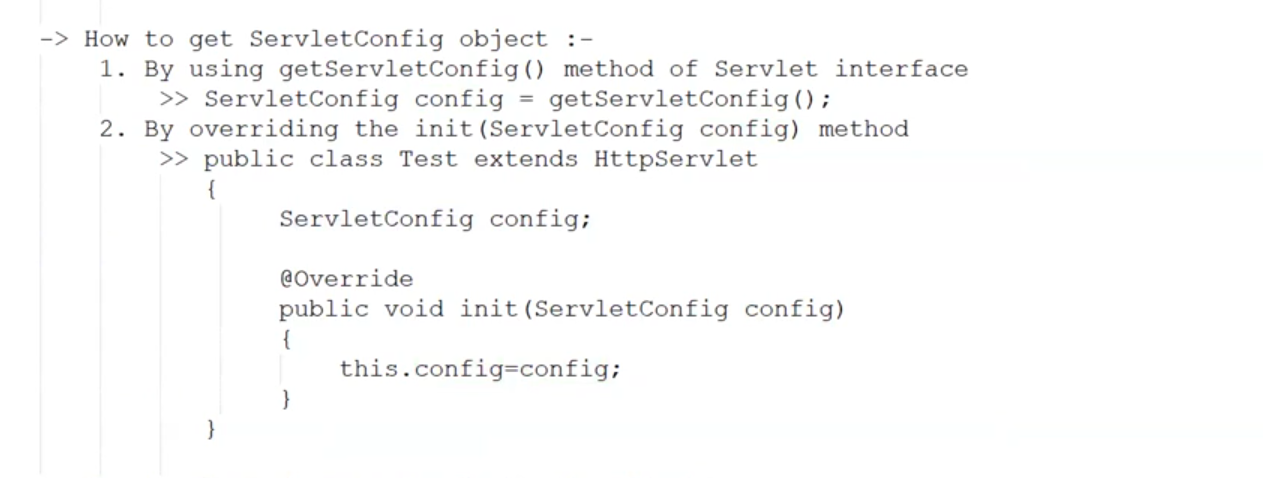 -> How to get ServletConfig object :-
1. By using getServletConfig() method of Servlet interface
>> ServletConfig config = getServletConfig();
2. By overriding the init(ServletConfig config) method
>> public class Test extends HttpServlet
{
ServletConfig config;
@Override
public void init(ServletConfig config)
{
this.config=config;
}
}